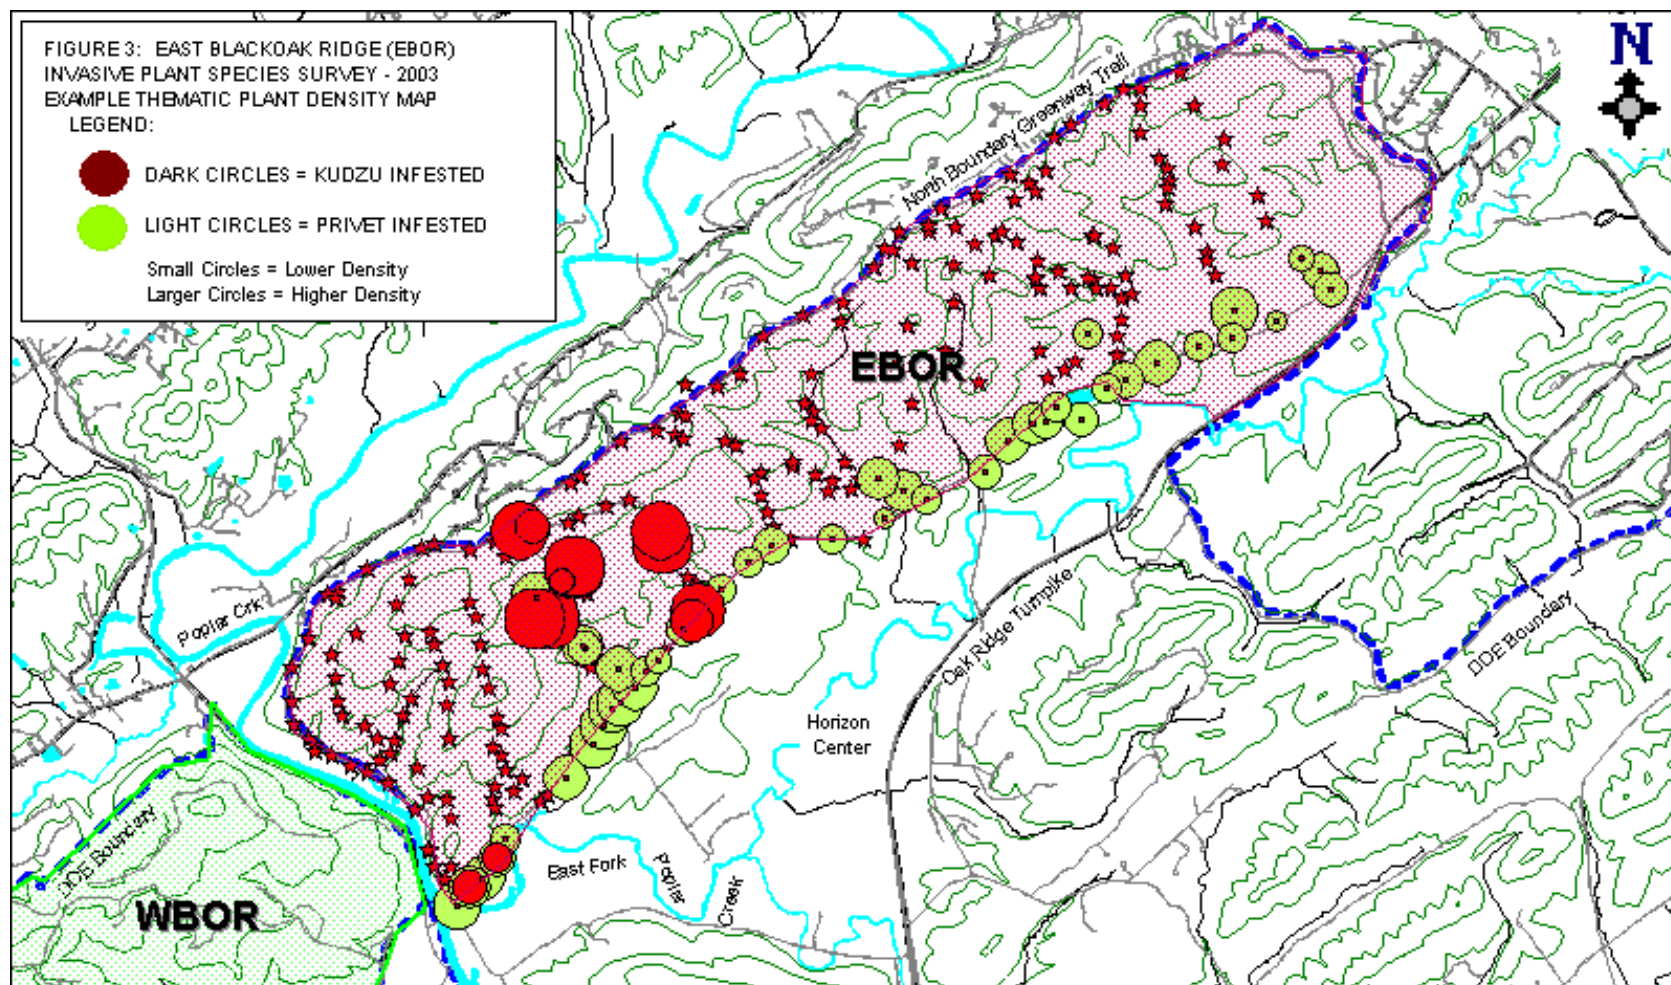 FIGURE 3: EAST BLACKOAK RIDGE (EBOR)
INVASIVE PLANT SPECIES SURVEY - 2003
EXAMPLE THEMATIC PLANT DENSITY MAP
LEGEND:
DARK CIRCLES = KUDZU INFESTED
LIGHT CIRCLES = PRIVET INFESTED
Small Circles = Lower Density
Larger Circles = Higher Density
N
North Boundary Greenway Trail
EBOR
Poplar Crk
Oak Ridge Turnpike
DOE Boundary
Horizon
Center
DOE Boundary
East Fork
Poplar
Creek
WBOR